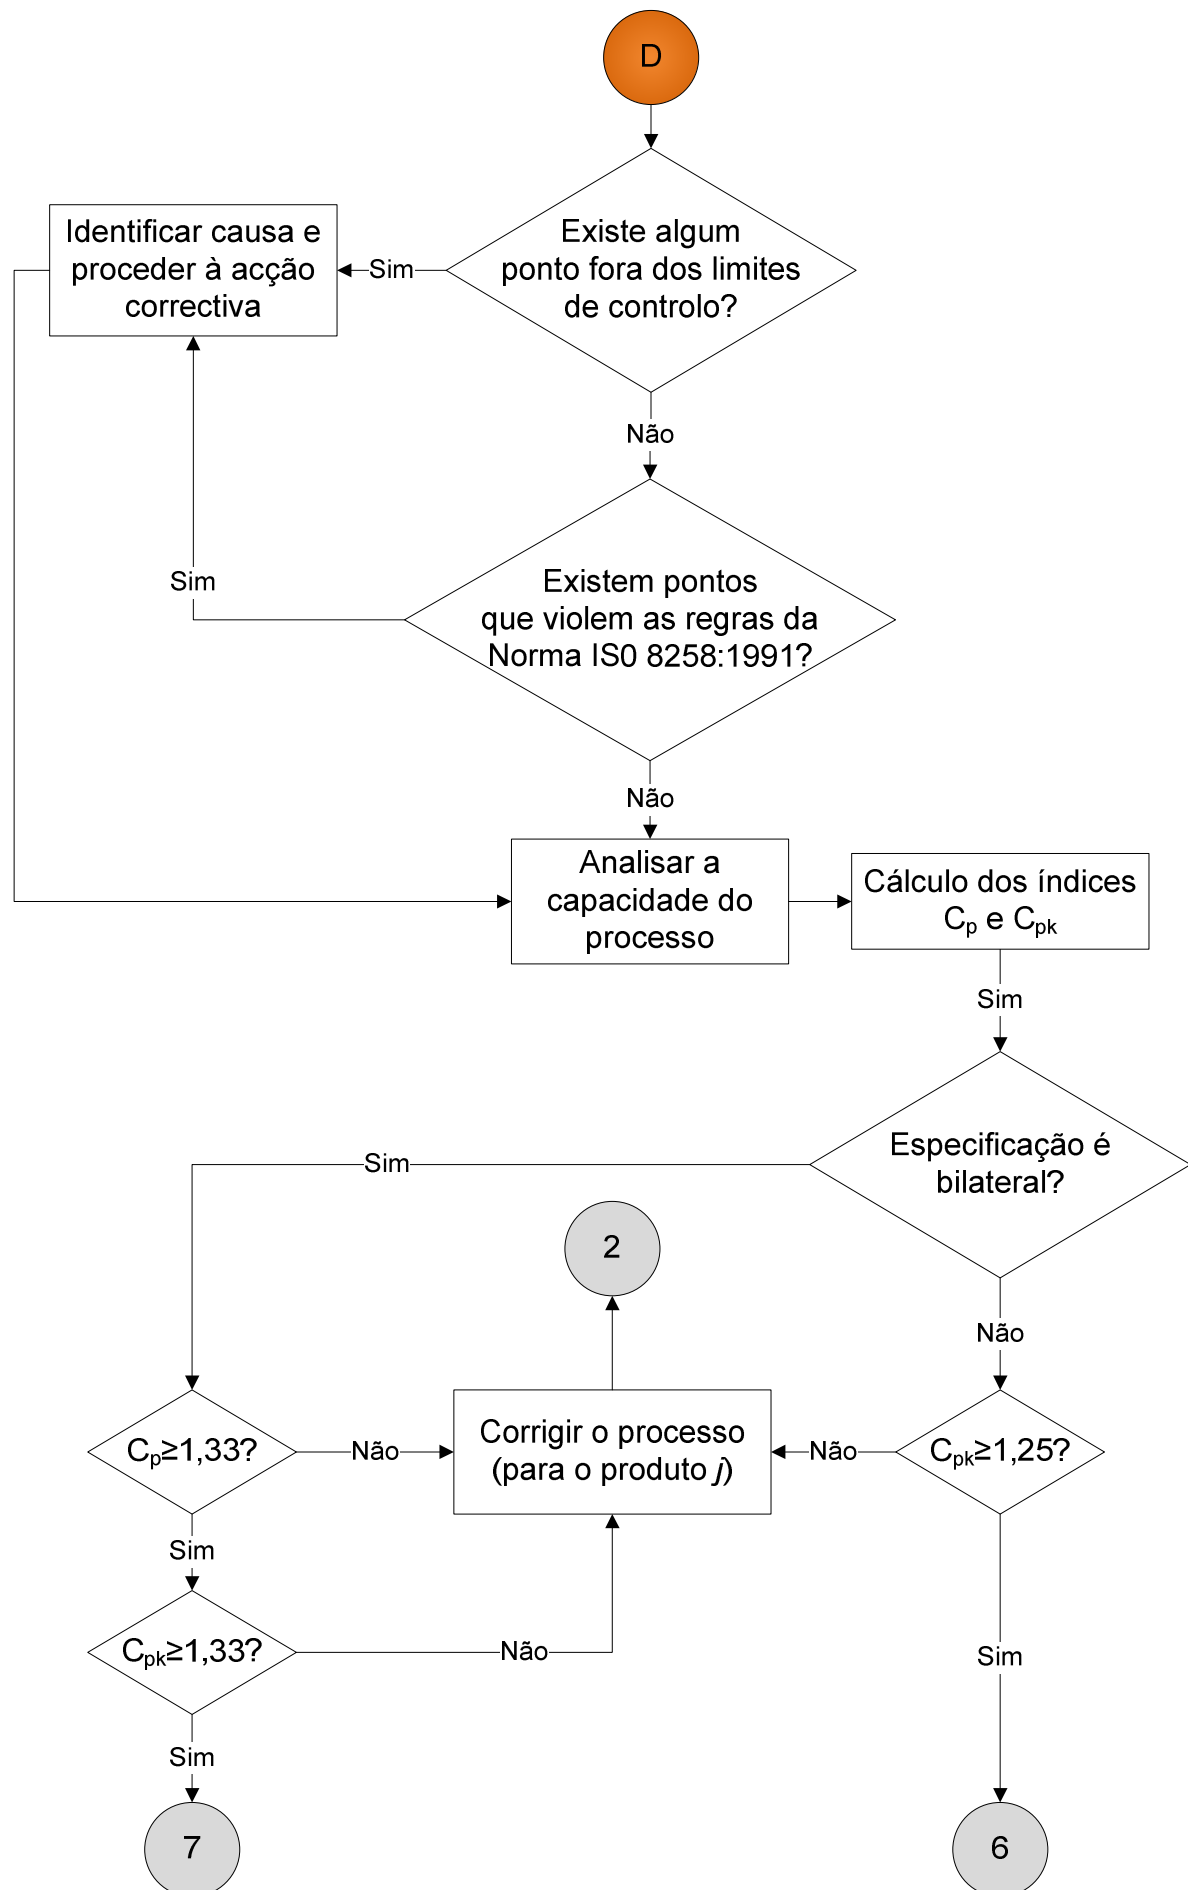 D
Existe algum
ponto fora dos limites
de controlo?
Sim
Identificar causa e
proceder à acção
correctiva
Não
Existem pontos
que violem as regras da
Norma IS0 8258:1991?
Sim
Não
Analisar a
capacidade do
processo
Cálculo dos índices
Cp e Cpk
Sim
Especificação é
bilateral?
Sim
2
Não
Cp≥1,33?
Não
Corrigir o processo
(para o produto j)
Não
Cpk≥1,25?
Sim
Cpk≥1,33?
Não
Sim
Sim
7
6